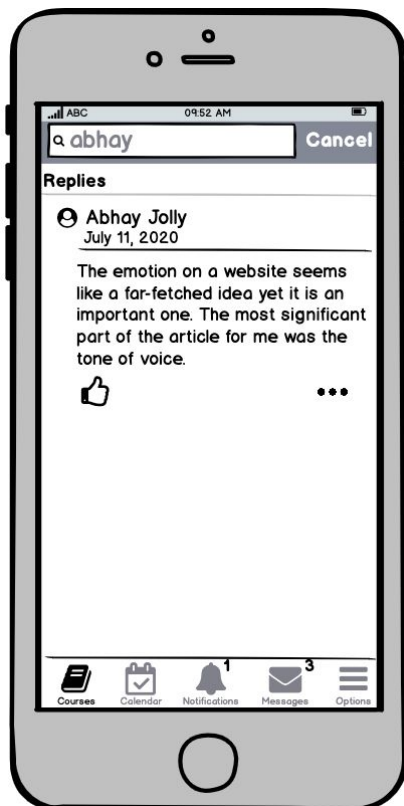 ABC 09:52 AM
abhay Cancel
Replies
Abhay Jolly
July 11, 2020
The emotion on a website seems
like a far-fetched idea yet it is an
important one. The most significant
part of the article for me was the
tone of voice.
1 3
Courses Calendar Notifications Messages Options